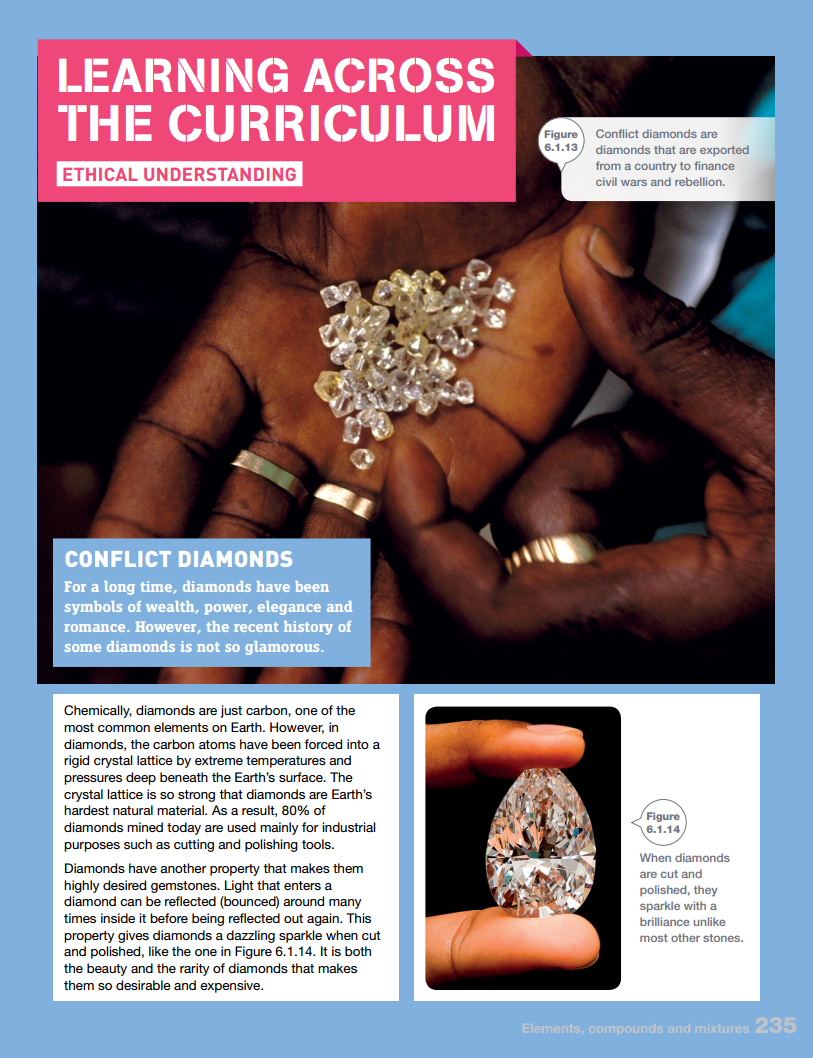 LEARNING ACROSS
THE CURRICULUM
ETHICAL UNDERSTANDING
Figure
6.1.13
Conflict diamonds are
diamonds that are exported
from a country to finance
civil wars and rebellion.
CONFLICT DIAMONDS
For a long time, diamonds have been
symbols of wealth, power, elegance and
romance. However, the recent history of
some diamonds is not so glamorous.
Chemically, diamonds are just carbon, one of the
most common elements on Earth. However, in
diamonds, the carbon atoms have been forced into a
rigid crystal lattice by extreme temperatures and
pressures deep beneath the Earth's surface. The
crystal lattice is so strong that diamonds are Earth's
hardest natural material. As a result, 80% of
diamonds mined today are used mainly for industrial
purposes such as cutting and polishing tools.
Diamonds have another property that makes them
highly desired gemstones. Light that enters a
diamond can be reflected (bounced) around many
times inside it before being reflected out again. This
property gives diamonds a dazzling sparkle when cut
and polished, like the one in Figure 6.1.14. It is both
the beauty and the rarity of diamonds that makes
them so desirable and expensive.
Figure
6.1.14
When diamonds
are cut and
polished, they
sparkle with a
brilliance unlike
most other stones.
Elements, compounds and mixtures 235